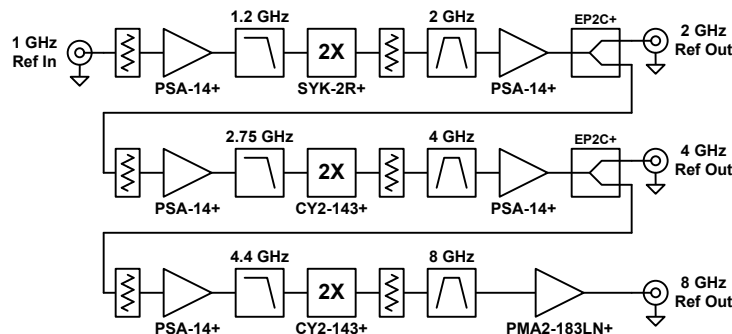 1 GHz
Ref In
PSA-14+
1.2 GHz
2X
SYK-2R+
2 GHz
PSA-14+
EP2C+
2 GHz
Ref Out
PSA-14+
2.75 GHz
2X
CY2-143+
4 GHz
PSA-14+
EP2C+
4 GHz
Ref Out
PSA-14+
4.4 GHz
2X
CY2-143+
8 GHz
PMA2-183LN+
8 GHz
Ref Out